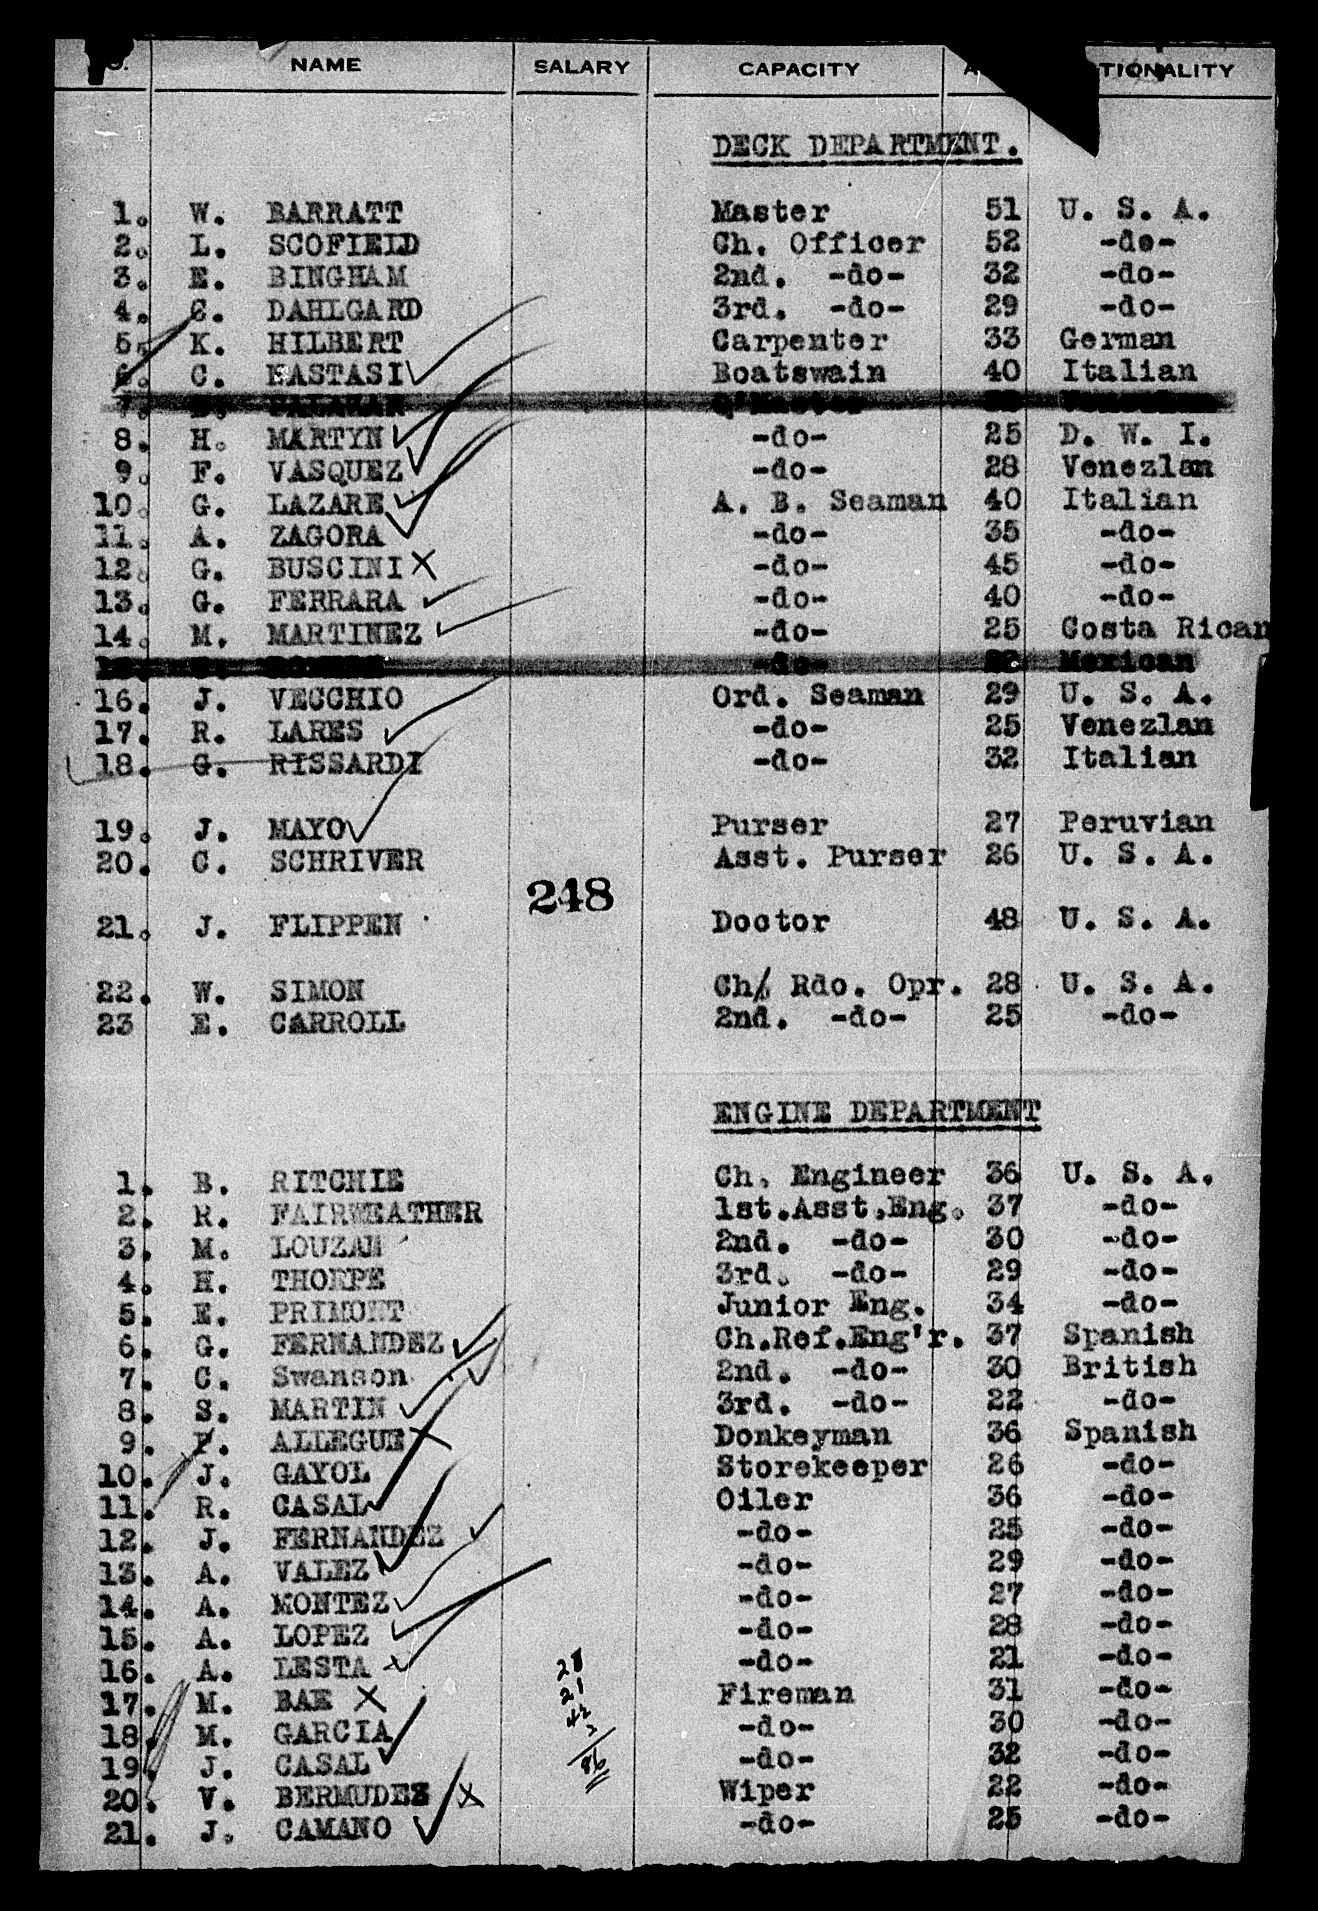 NAME SALARY CAPACITY
DECK DEPARTMENT.
1. W. BARRATT Master 51 U. S. A.
2. L. SCOFIELD Ch. Officer 52 -do-
3. E. BINGHAM 2nd. -do- 32 -do-
4. C. DAHLGARD 3rd. -do- 29 -do-
5. K. HILBERT Carpenter 33 German
6. C. EASTASI Boatswain 40 Italian
7.
8. H. MARTYN -do- 25 D. W. I.
9. F. VASQUEZ -do- 28 Venezlan
10. G. LAZARE A. B. Seaman 40 Italian
11. A. ZAGORA -do- 35 -do-
12. G. BUSCINI X -do- 45 -do-
13. G. FERRARA -do- 40 -do-
14. M. MARTINEZ -do- 25 Costa Rican
-do- Mexican
16. J. VECCHIO Ord. Seaman 29 U. S. A.
17. R. LARES -do- 25 Venezlan
18. G. RISSARDI -do- 32 Italian
19. J. MAYO Purser 27 Peruvian
20. C. SCHRIVER Asst. Purser 26 U. S. A.
248
21. J. FLIPPEN Doctor 48 U. S. A.
22. W. SIMON Ch. Rdo. Opr. 28 U. S. A.
23 E. CARROLL 2nd. -do- 25 -do-
ENGINE DEPARTMENT
1. B. RITCHIE Ch. Engineer 36 U. S. A.
2. R. FAIRWEATHER 1st.Asst.Eng. 37 -do-
3. M. LOUZAN 2nd. -do- 30 -do-
4. H. THORPE 3rd. -do- 29 -do-
5. E. PRIMONT Junior Eng. 34 -do-
6. G. FERNANDEZ Ch.Ref.Eng'r. 37 Spanish
7. C. Swanson 2nd. -do- 30 British
8. S. MARTIN 3rd. -do- 22 -do-
9. F. ALLEGUE X Donkeyman 36 Spanish
10. J. GAYOL Storekeeper 26 -do-
11. R. CASAL Oiler 36 -do-
12. J. FERNANDEZ -do- 25 -do-
13. A. VALEZ -do- 29 -do-
14. A. MONTEZ -do- 27 -do-
15. A. LOPEZ -do- 28 -do-
16. A. LESTA -do- 21 -do-
17. M. BAE X Fireman 31 -do-
18. M. GARCIA -do- 30 -do-
19. J. CASAL -do- 32 -do-
20. V. BERMUDEZ X Wiper 22 -do-
21. J. CAMANO -do- 25 -do-
21
86